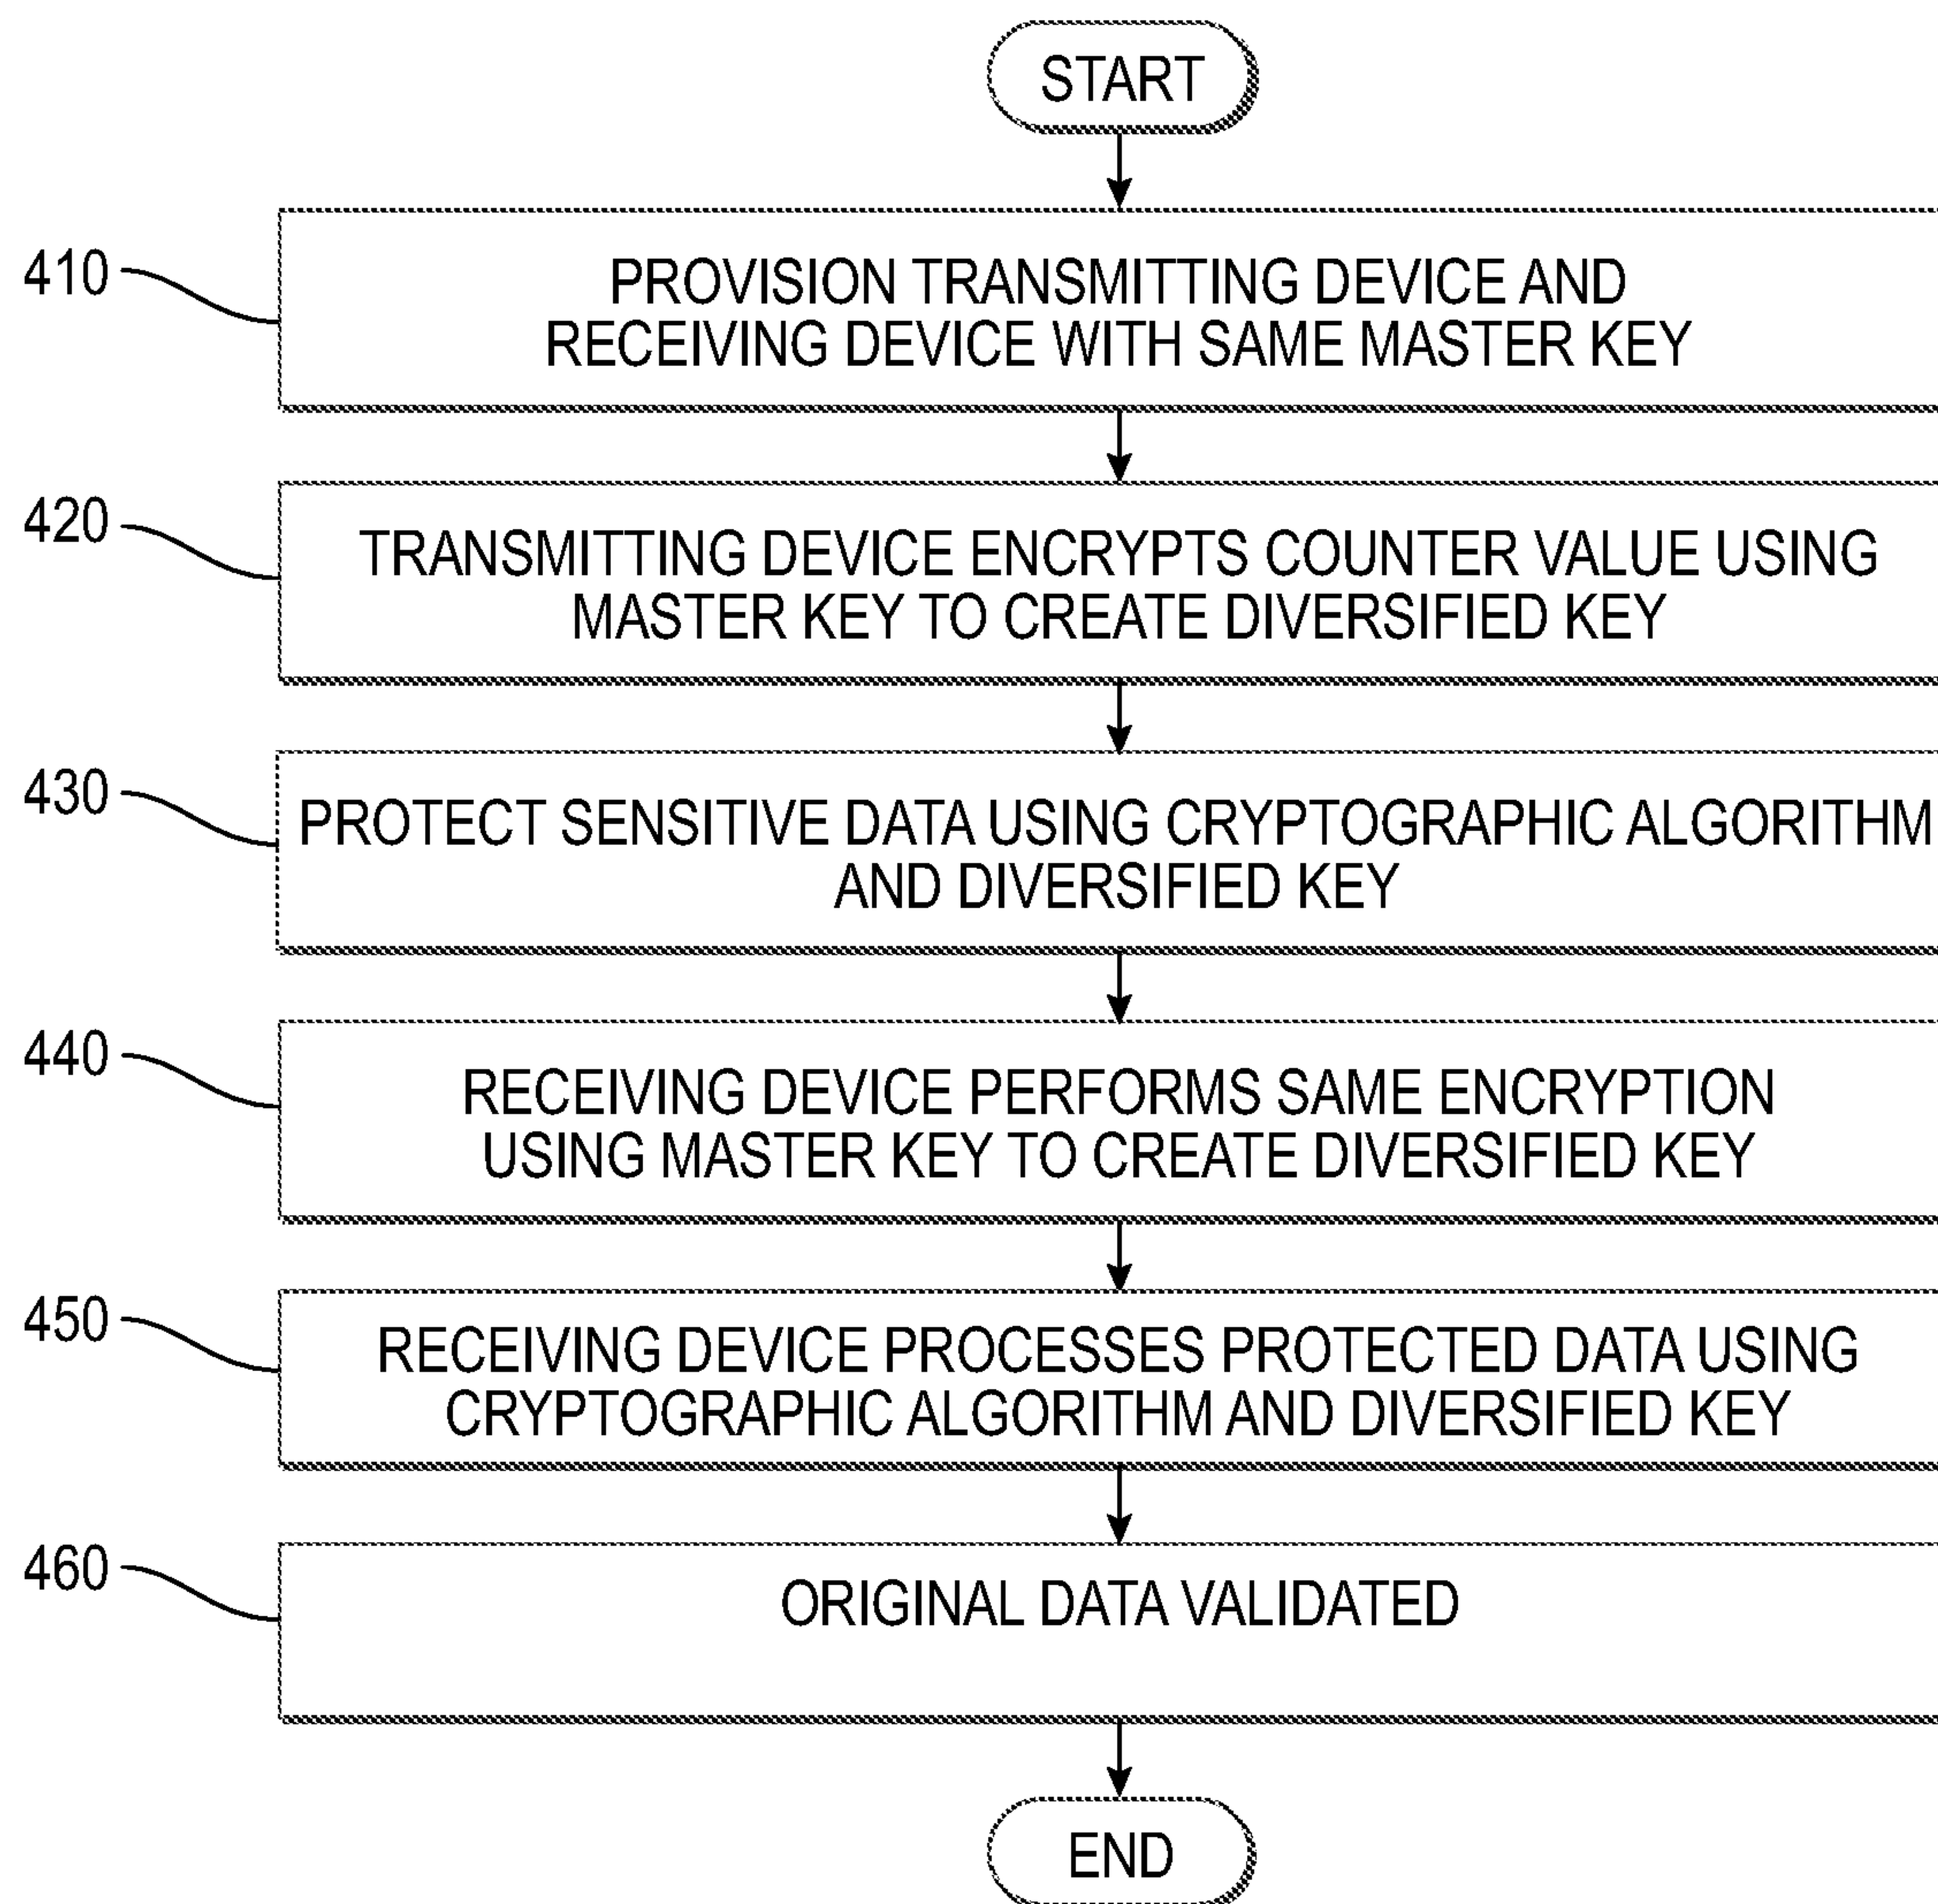 START
410
PROVISION TRANSMITTING DEVICE AND
RECEIVING DEVICE WITH SAME MASTER KEY
420
TRANSMITTING DEVICE ENCRYPTS COUNTER VALUE USING
MASTER KEY TO CREATE DIVERSIFIED KEY
430
PROTECT SENSITIVE DATA USING CRYPTOGRAPHIC ALGORITHM
AND DIVERSIFIED KEY
440
RECEIVING DEVICE PERFORMS SAME ENCRYPTION
USING MASTER KEY TO CREATE DIVERSIFIED KEY
450
RECEIVING DEVICE PROCESSES PROTECTED DATA USING
CRYPTOGRAPHIC ALGORITHM AND DIVERSIFIED KEY
460
ORIGINAL DATA VALIDATED
END